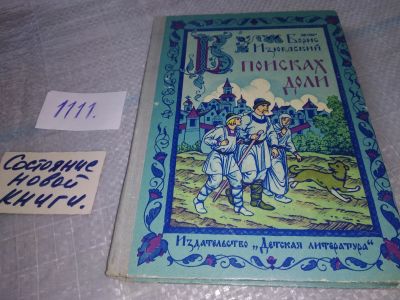 1111.
Состояние
новой
книги.
Борис
Изюмский
В поисках
доли
Издательство „Детская литература“